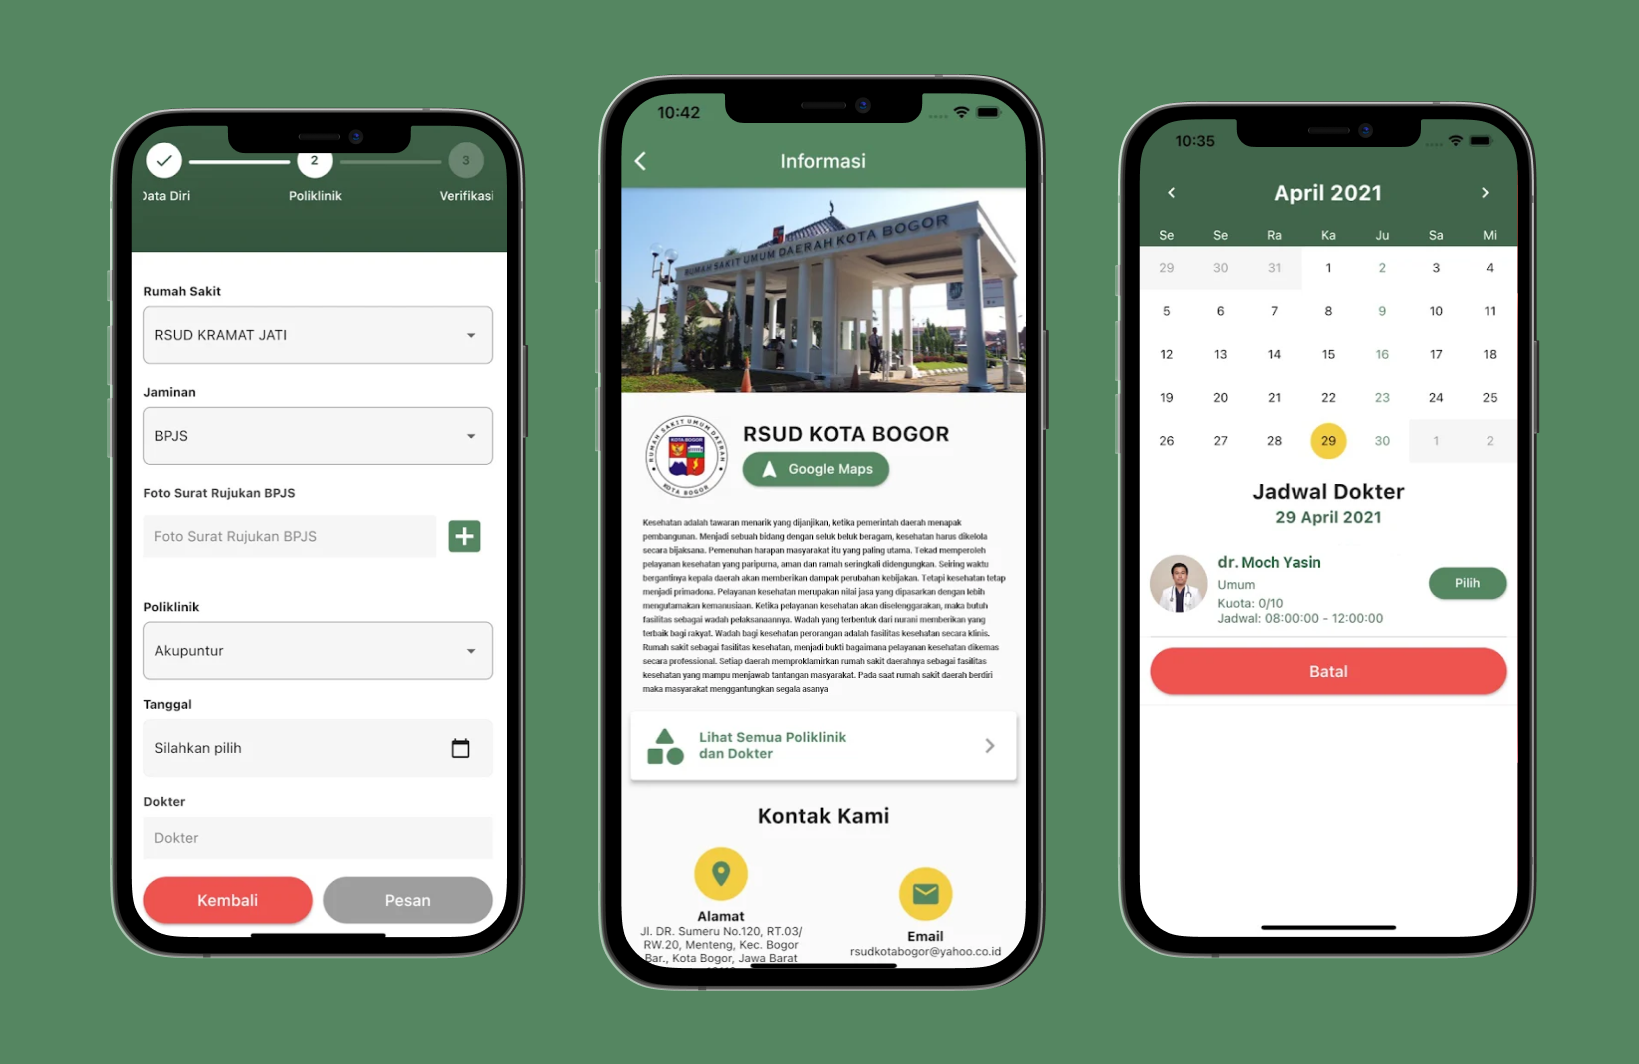 2
3
Data Diri
Poliklinik
Verifikasi
Rumah Sakit
RSUD KRAMAT JATI
Jaminan
BPJS
Foto Surat Rujukan BPJS
Foto Surat Rujukan BPJS
Poliklinik
Akupuntur
Tanggal
Silahkan pilih
Dokter
Dokter
Kembali
Pesan
10:42
Informasi
RUMAH SAKIT UMUM DAERAH KOTA BOGOR
RUMAH SAKIT UMUM DAERAH
KOTA BOGOR
KOTA BOGOR
RSUD KOTA BOGOR
Google Maps
Kesehatan adalah tawaran menarik yang dijanjikan, ketika pemerintah daerah menapak
pembangunan. Menjadi sebuah bidang dengan seluk beluk beragam, kesehatan harus dikelola
secara bijaksana. Pemenuhan harapan masyarakat itu yang paling utama. Tekad memperoleh
pelayanan kesehatan yang paripurna, aman dan ramah seringkali didengungkan. Seiring waktu
bergantinya kepala daerah akan memberikan dampak perubahan kebijakan. Tetapi kesehatan tetap
menjadi primadona. Pelayanan kesehatan merupakan nilai jasa yang dipasarkan dengan lebih
mengutamakan kemanusiaan. Ketika pelayanan kesehatan akan diselenggarakan, maka butuh
fasilitas sebagai wadah pelaksanaannya. Wadah yang terbentuk dari nurani memberikan yang
terbaik bagi rakyat. Wadah bagi kesehatan perorangan adalah fasilitas kesehatan secara klinis.
Rumah sakit sebagai fasilitas kesehatan, menjadi bukti bagaimana pelayanan kesehatan dikemas
secara professional. Setiap daerah memproklamirkan rumah sakit daerahnya sebagai fasilitas
kesehatan yang mampu menjawab tantangan masyarakat. Pada saat rumah sakit daerah berdiri
maka masyarakat menggantungkan segala asanya
Lihat Semua Poliklinik
dan Dokter
Kontak Kami
Alamat
Jl. DR. Sumeru No.120, RT.03/
RW.20, Menteng, Kec. Bogor
Bar., Kota Bogor, Jawa Barat
Email
rsudkotabogor@yahoo.co.id
10:35
April 2021
Se Se Ra Ka Ju Sa Mi
29 30 31 1 2 3 4
5 6 7 8 9 10 11
12 13 14 15 16 17 18
19 20 21 22 23 24 25
26 27 28 29 30 1 2
Jadwal Dokter
29 April 2021
dr. Moch Yasin
Umum
Kuota: 0/10
Jadwal: 08:00:00 - 12:00:00
Pilih
Batal